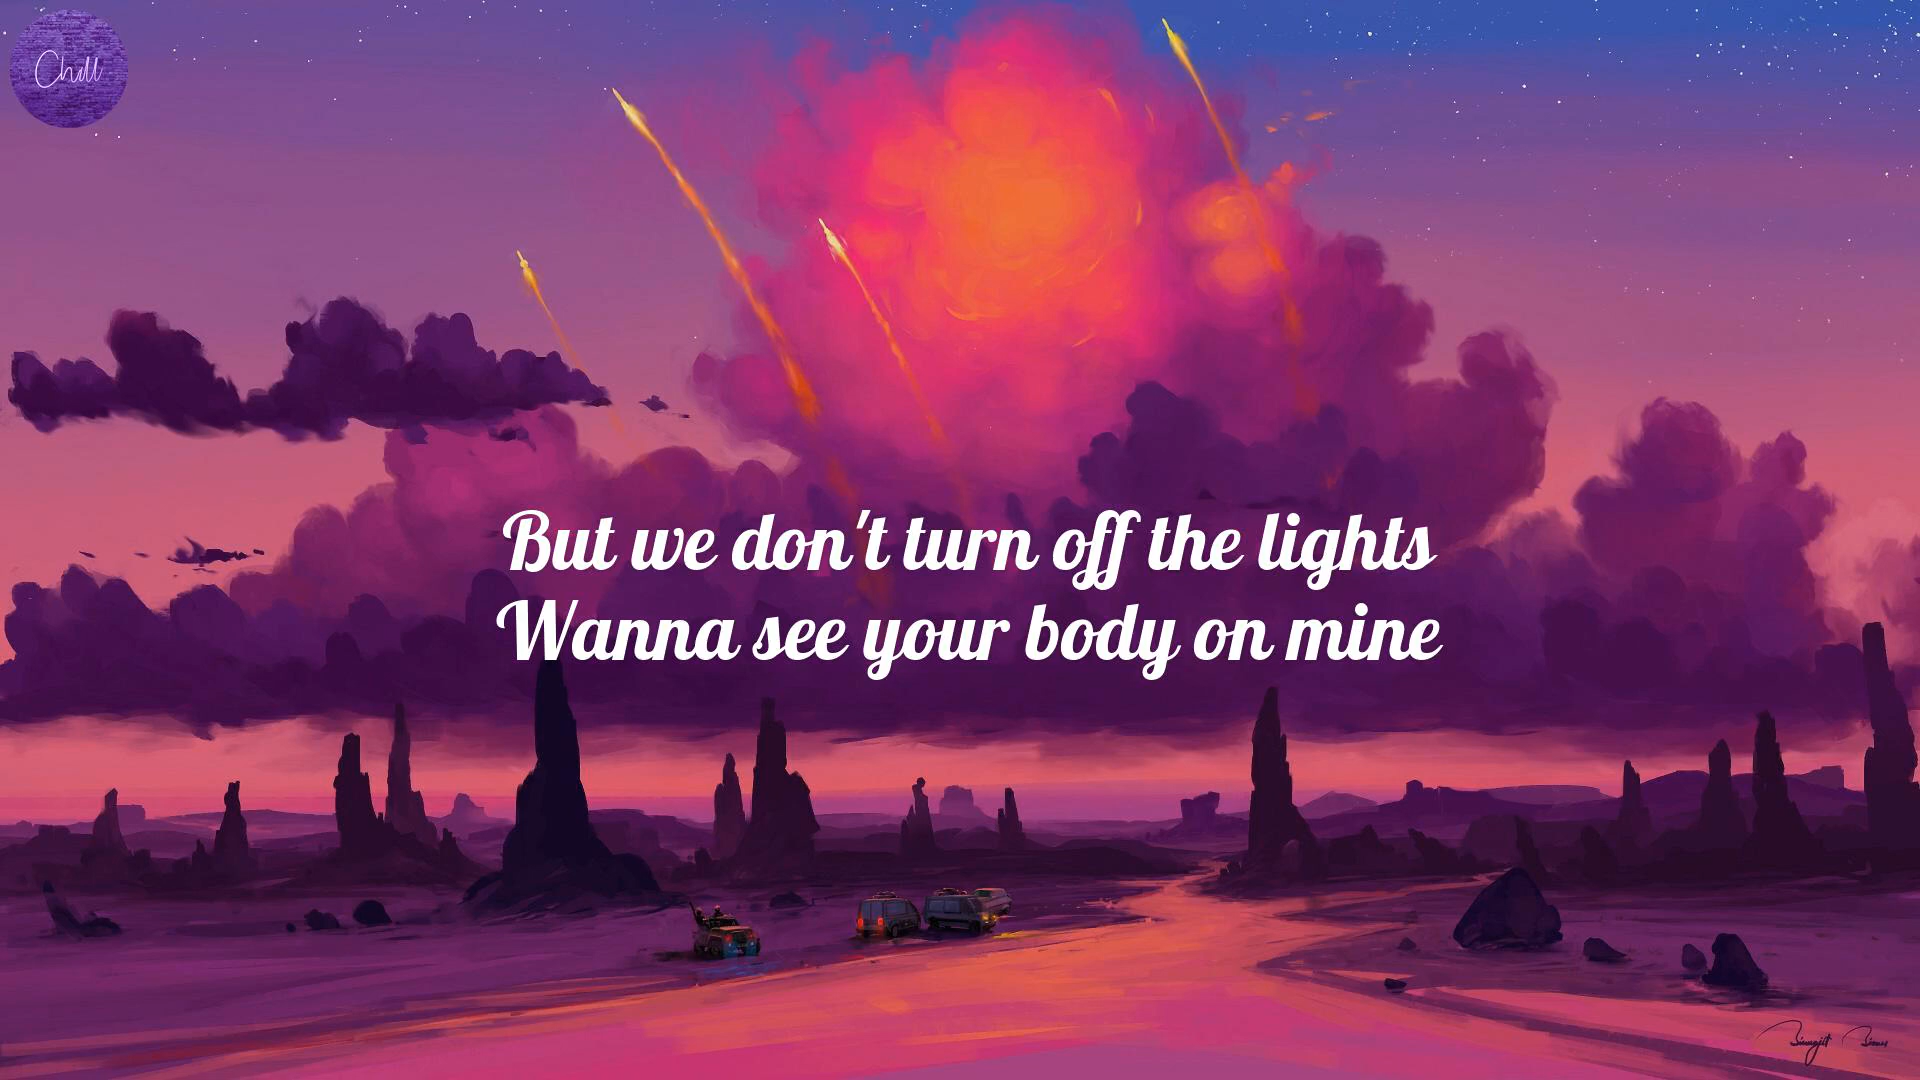 Chill
But we don't turn off the lights
Wanna see your body on mine